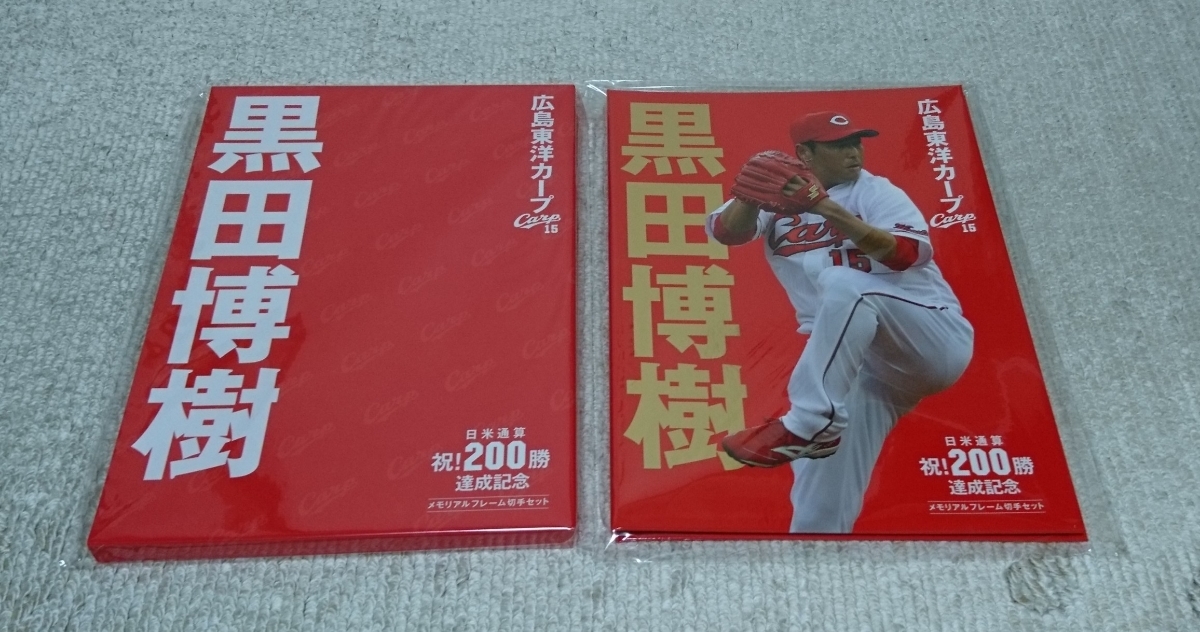 黒田博樹
広島東洋カープ
Carp
15
日米通算
祝!200勝
達成記念
メモリアルフレーム切手セット
黒田博樹
広島東洋カープ
Carp
15
Carp
15
日米通算
祝!200勝
達成記念
メモリアルフレーム切手セット